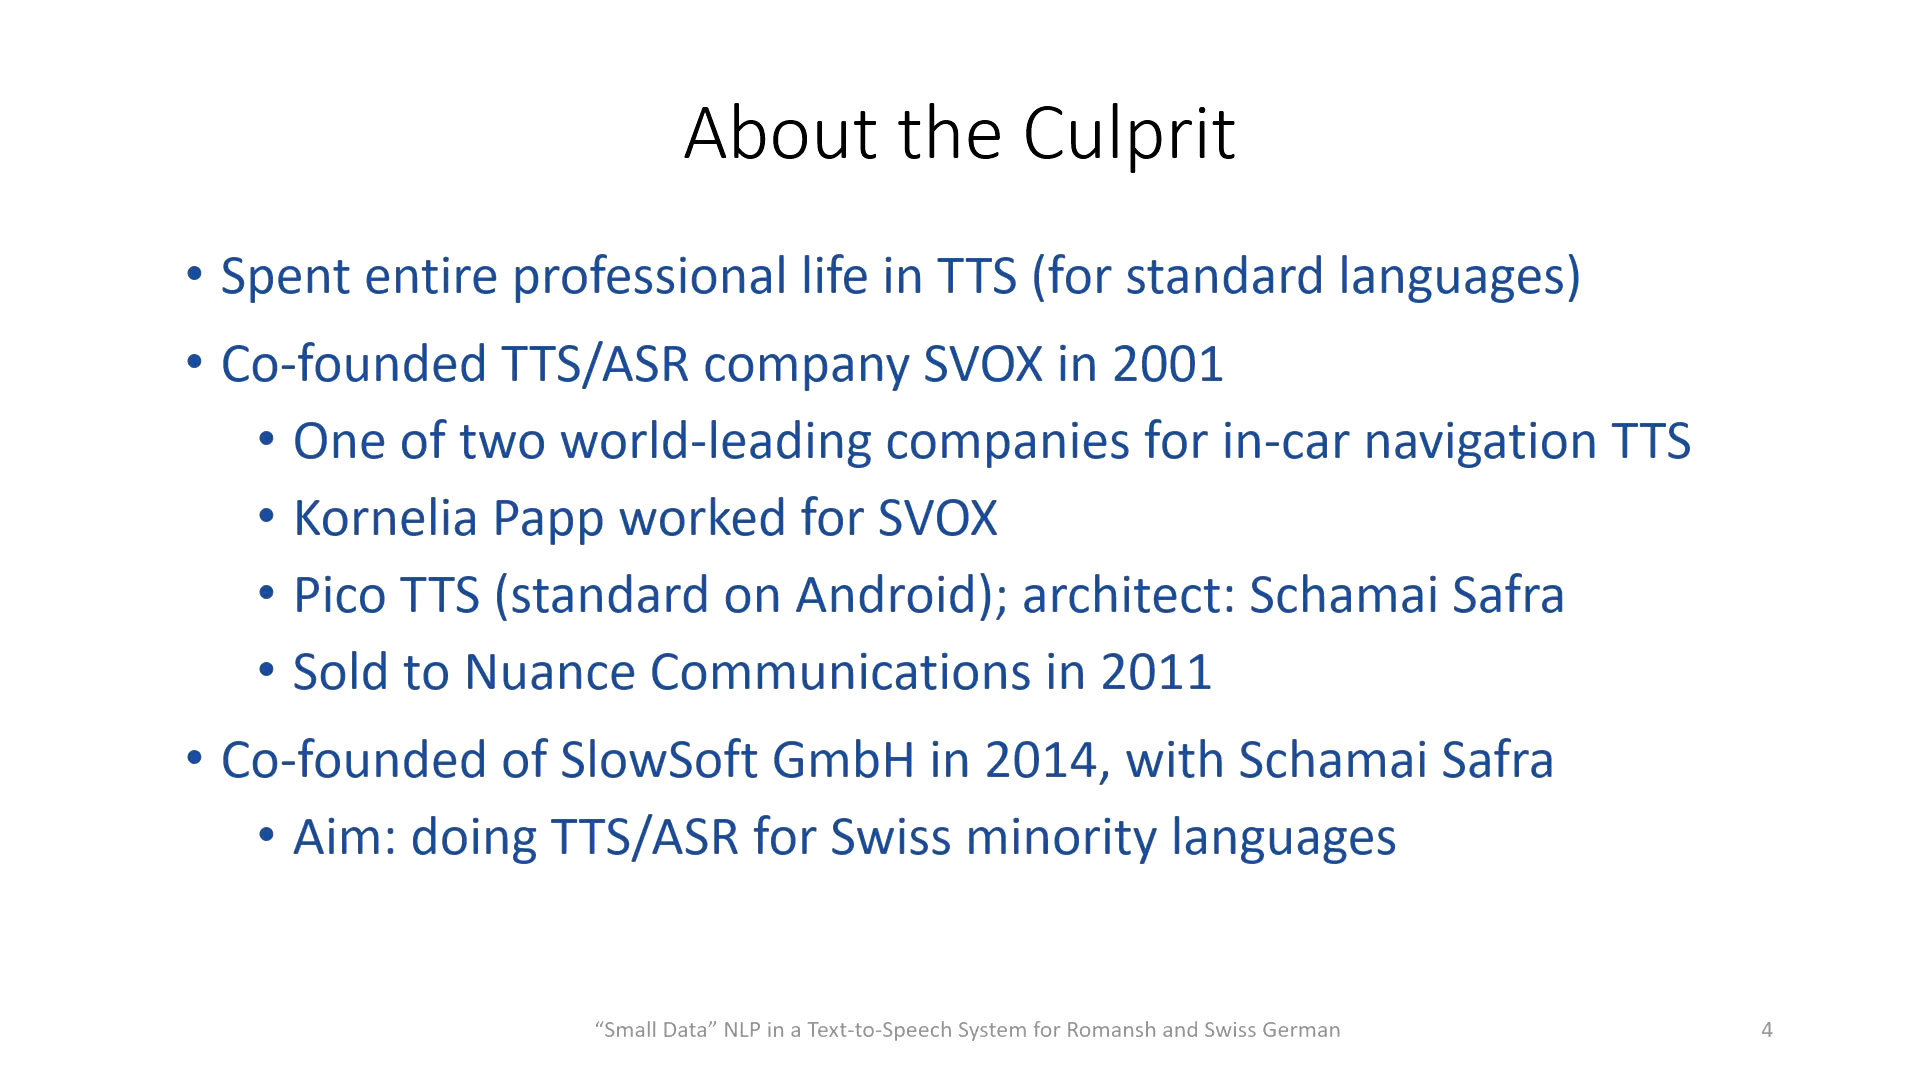 About the Culprit
• Spent entire professional life in TTS (for standard languages)
• Co-founded TTS/ASR company SVOX in 2001
• One of two world-leading companies for in-car navigation TTS
• Kornelia Papp worked for SVOX
• Pico TTS (standard on Android); architect: Schamai Safra
• Sold to Nuance Communications in 2011
• Co-founded of SlowSoft GmbH in 2014, with Schamai Safra
• Aim: doing TTS/ASR for Swiss minority languages
“Small Data” NLP in a Text-to-Speech System for Romansh and Swiss German
4